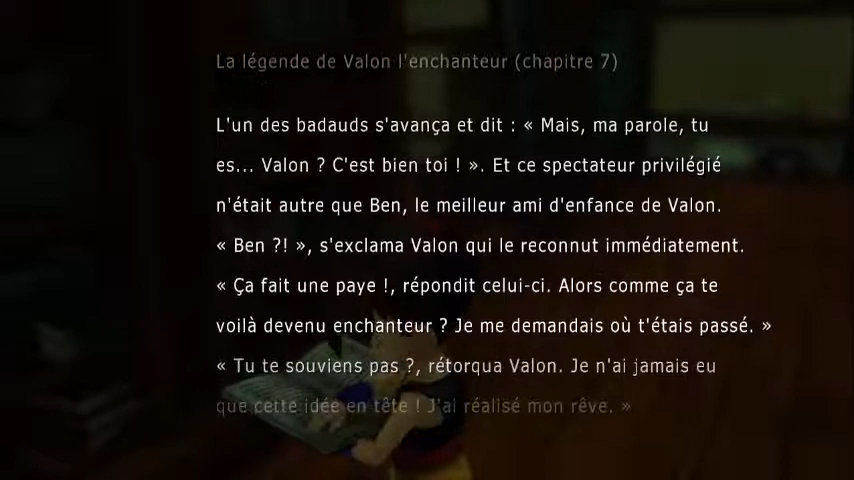 La légende de Valon l'enchanteur (chapitre 7)
L'un des badauds s'avança et dit : « Mais, ma parole, tu
es... Valon ? C'est bien toi ! ». Et ce spectateur privilégié
n'était autre que Ben, le meilleur ami d'enfance de Valon.
« Ben ?! », s'exclama Valon qui le reconnut immédiatement.
« Ça fait une paye !, répondit celui-ci. Alors comme ça te
voilà devenu enchanteur ? Je me demandais où t'étais passé. »
« Tu te souviens pas ?, rétorqua Valon. Je n'ai jamais eu
que cette idée en tête ! J'ai réalisé mon rêve. »